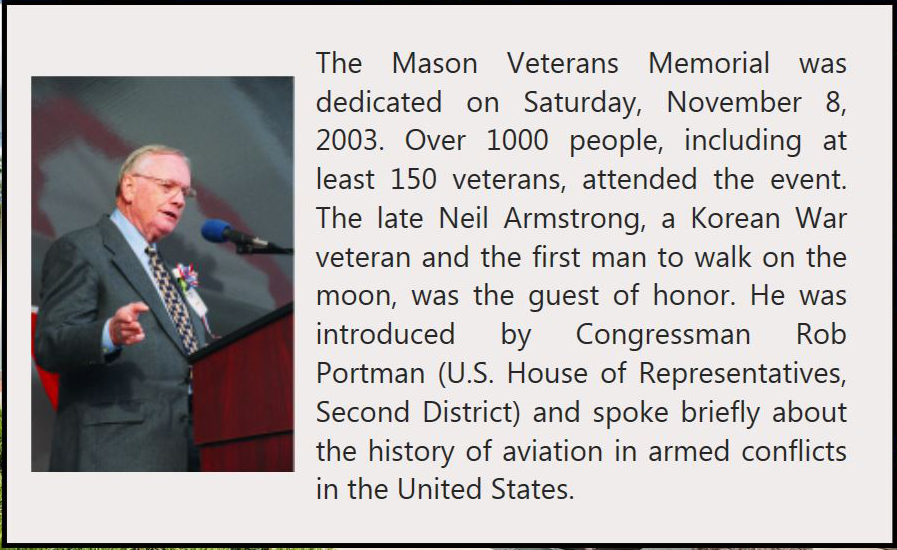 The Mason Veterans Memorial was
dedicated on Saturday, November 8,
2003. Over 1000 people, including at
least 150 veterans, attended the event.
The late Neil Armstrong, a Korean War
veteran and the first man to walk on the
moon, was the guest of honor. He was
introduced by Congressman Rob
Portman (U.S. House of Representatives,
Second District) and spoke briefly about
the history of aviation in armed conflicts
in the United States.